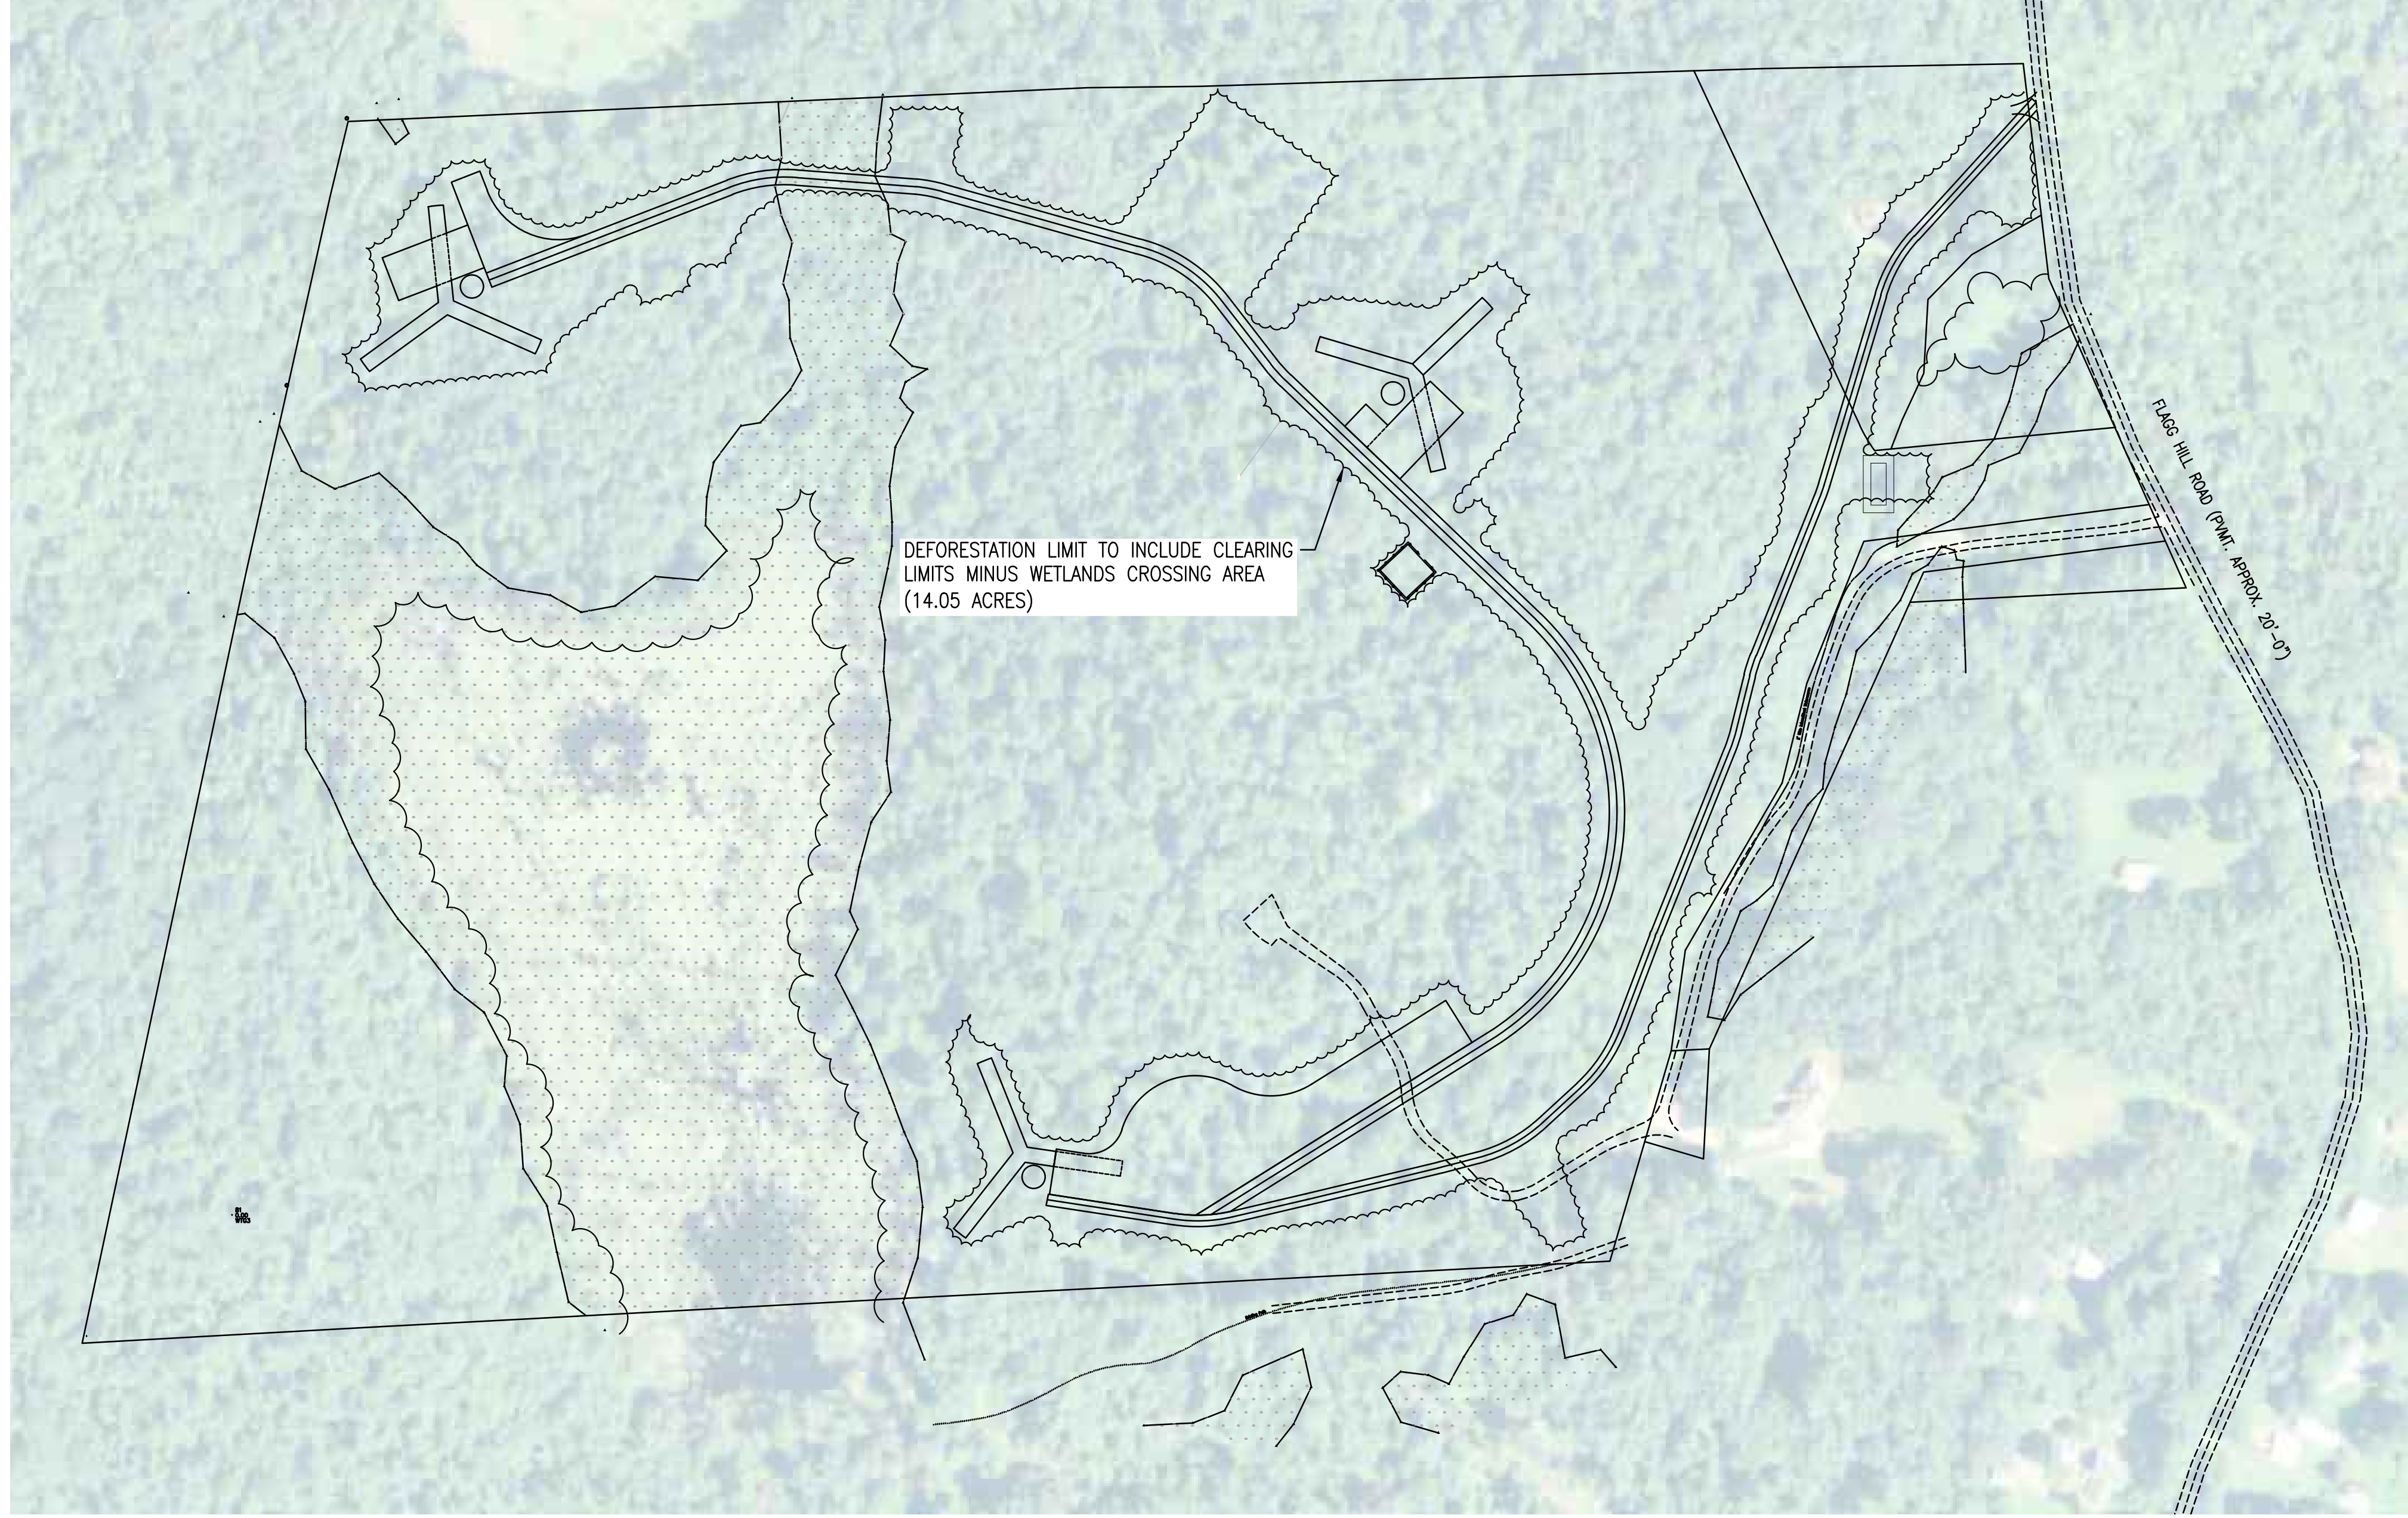 DEFORESTATION LIMIT TO INCLUDE CLEARING
LIMITS MINUS WETLANDS CROSSING AREA
(14.05 ACRES)
FLAGG HILL ROAD (PVMT. APPROX. 20'-0")